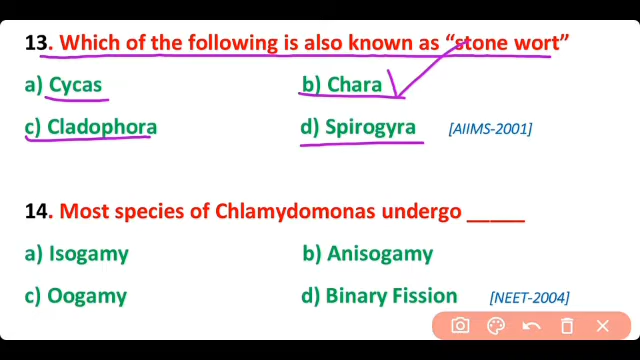 13. Which of the following is also known as “stone wort”
a) Cycas b) Chara
c) Cladophora d) Spirogyra [AIIMS-2001]
14. Most species of Chlamydomonas undergo _____
a) Isogamy b) Anisogamy
c) Oogamy d) Binary Fission [NEET-2004]